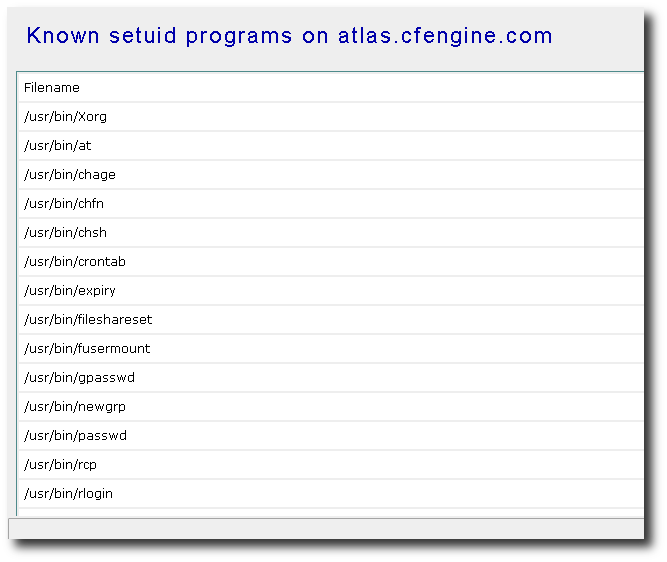 Known setuid programs on atlas.cfengine.com
Filename
/usr/bin/Xorg
/usr/bin/at
/usr/bin/chage
/usr/bin/chfn
/usr/bin/chsh
/usr/bin/crontab
/usr/bin/expiry
/usr/bin/fileshareset
/usr/bin/fusermount
/usr/bin/gpasswd
/usr/bin/newgrp
/usr/bin/passwd
/usr/bin/rcp
/usr/bin/rlogin